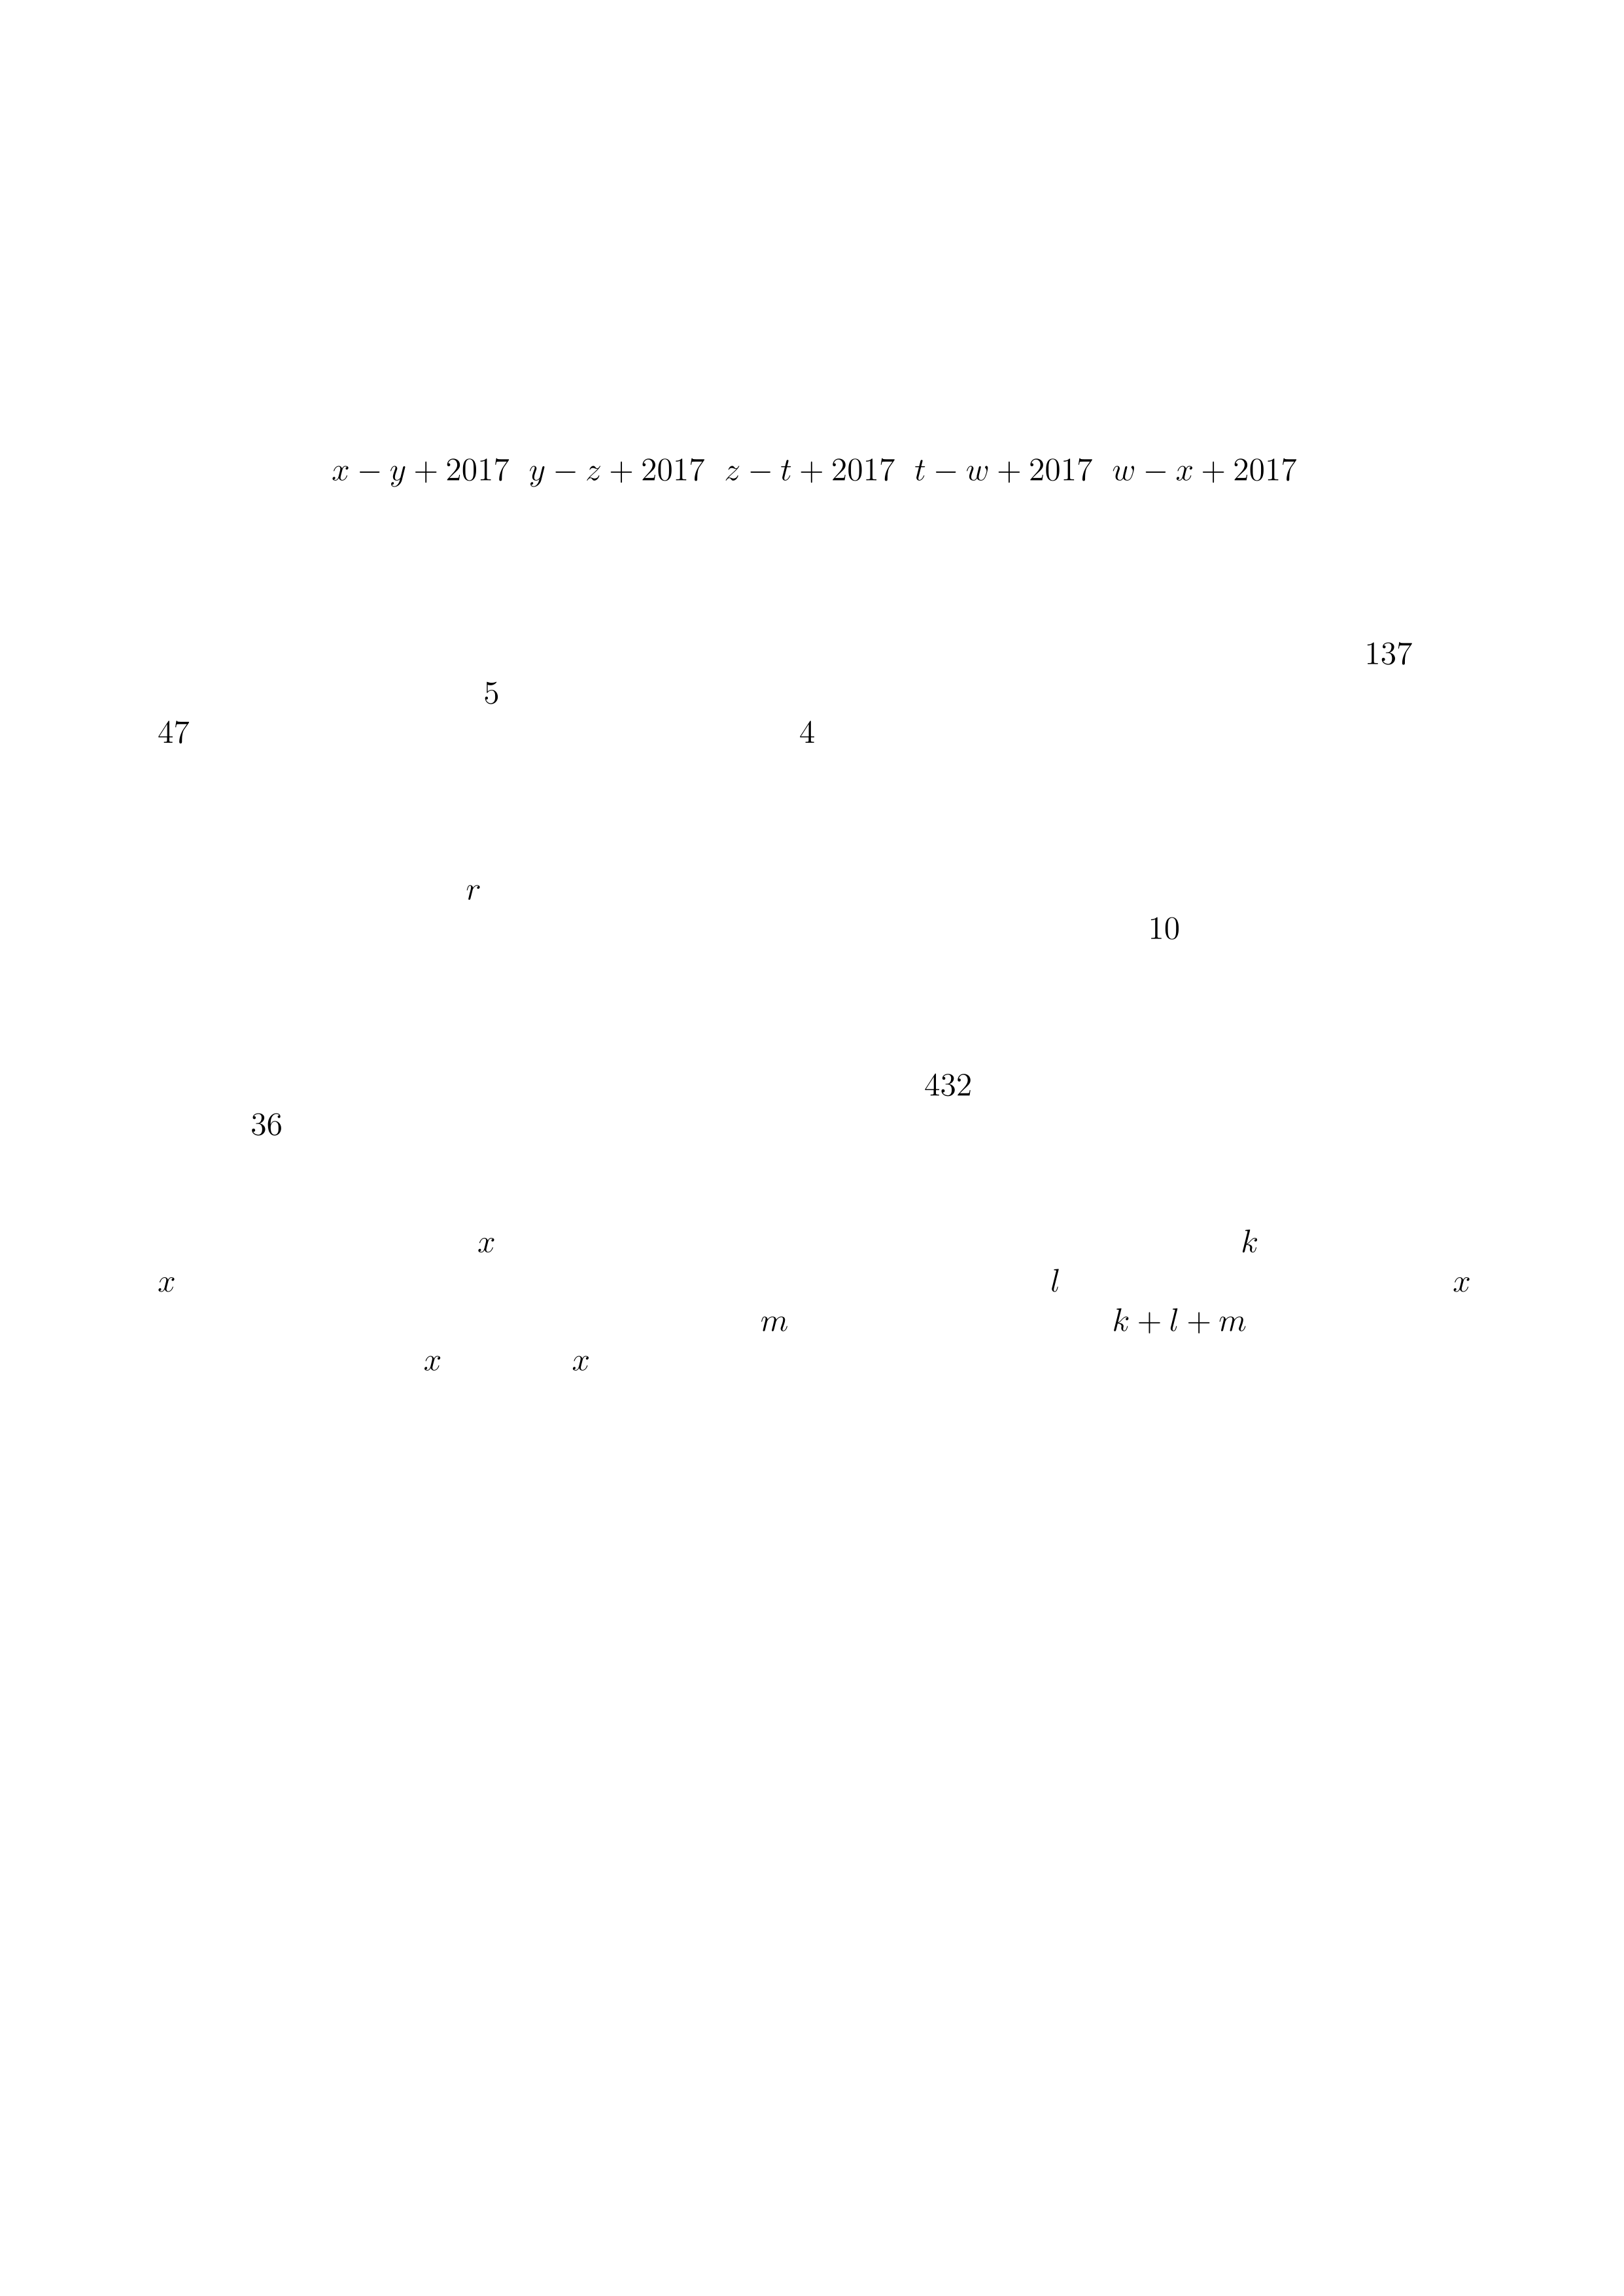 x − y + 2017 y − z + 2017 z − t + 2017 t − w + 2017 w − x + 2017
137
5
47 4
r
10
432
36
x k
x l x
m k + l + m
x x